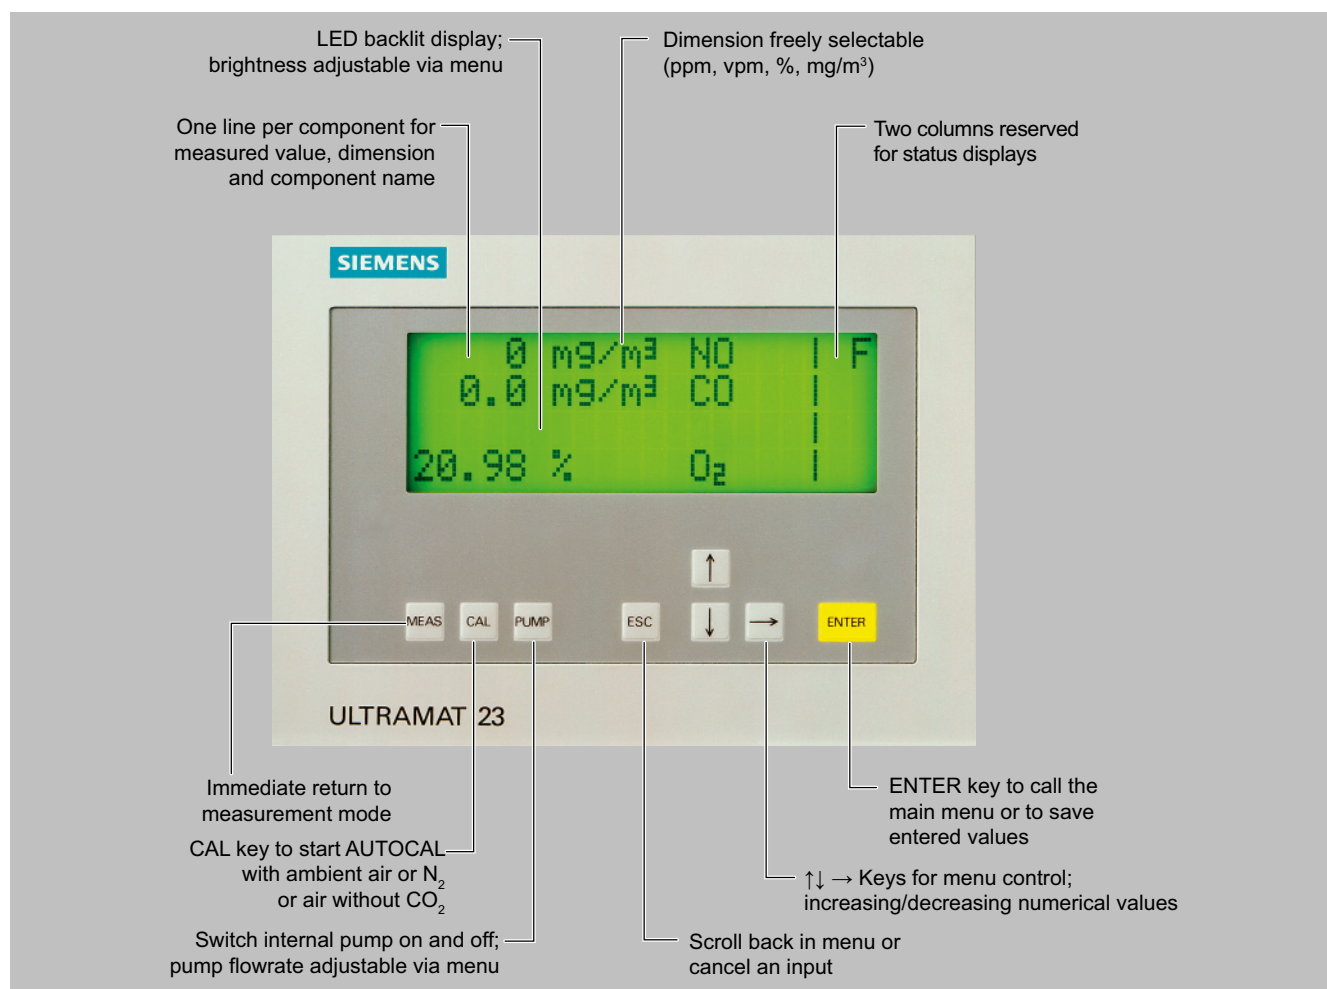 LED backlit display;
brightness adjustable via menu
Dimension freely selectable
(ppm, vpm, %, mg/m³)
One line per component for
measured value, dimension
and component name
Two columns reserved
for status displays
SIEMENS
0 mg/m³ NO | F
0.0 mg/m³ CO |
|
20.98 % O₂ |
↑
MEAS CAL PUMP ESC ↓ → ENTER
ULTRAMAT 23
Immediate return to
measurement mode
CAL key to start AUTOCAL
with ambient air or N₂
or air without CO₂
Switch internal pump on and off;
pump flowrate adjustable via menu
ENTER key to call the
main menu or to save
entered values
↑↓ → Keys for menu control;
increasing/decreasing numerical values
Scroll back in menu or
cancel an input